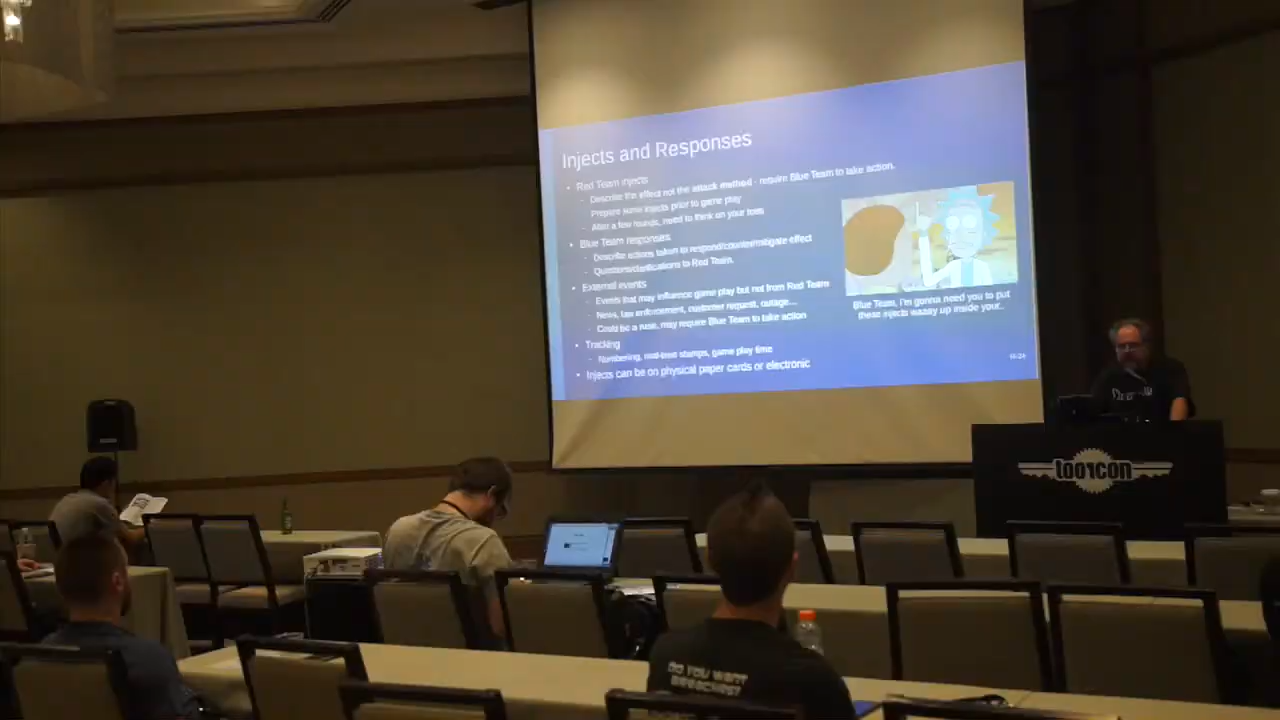 Injects and Responses
• Red Team injects
- Describe the effect not the attack method - require Blue Team to take action.
- Prepare some injects prior to game play
- After a few rounds, need to think on your toes
• Blue Team responses
- Describe actions taken to respond/counter/mitigate effect
- Questions/clarifications to Red Team.
• External events
- Events that may influence game play but not from Red Team
- News, law enforcement, customer request, outage...
- Could be a ruse, may require Blue Team to take action
• Tracking
- Numbering, real-time stamps, game play time
• Injects can be on physical paper cards or electronic
Blue Team, I'm gonna need you to put
these injects waaay up inside your..
toorcon
DO YOU WANT
BREACHES?